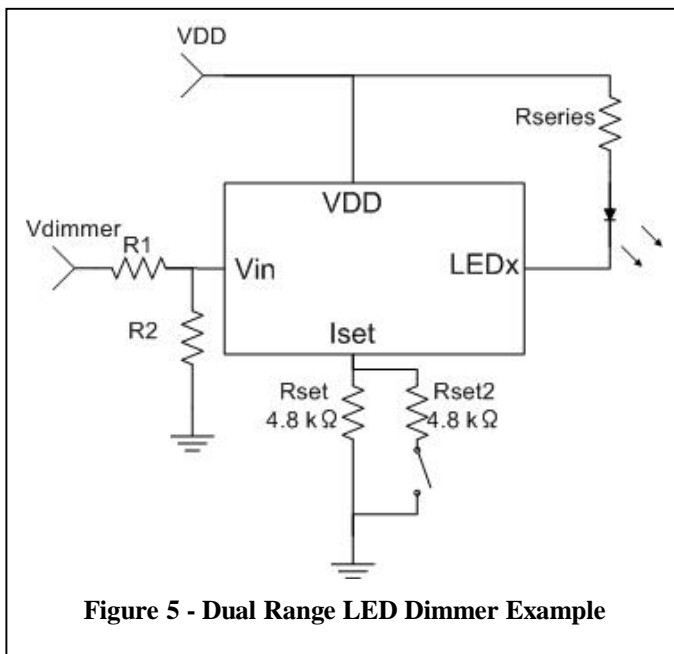 VDD
Rseries
VDD
Vdimmer
R1
Vin
LEDx
R2
Iset
Rset
4.8 kΩ
Rset2
4.8 kΩ
Figure 5 - Dual Range LED Dimmer Example